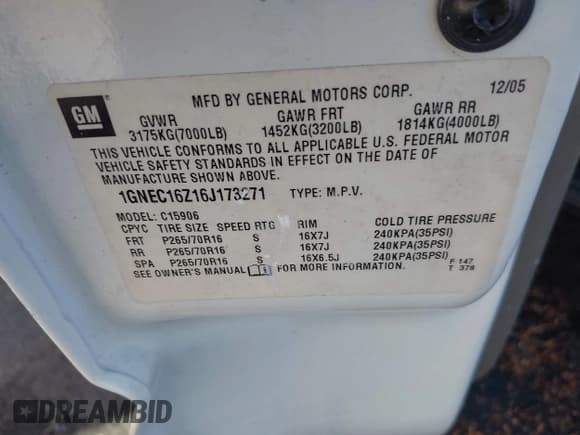 MFD BY GENERAL MOTORS CORP. 12/05
GM
GVWR GAWR FRT GAWR RR
3175KG(7000LB) 1452KG(3200LB) 1814KG(4000LB)
THIS VEHICLE CONFORMS TO ALL APPLICABLE U.S. FEDERAL MOTOR
VEHICLE SAFETY STANDARDS IN EFFECT ON THE DATE OF
MANUFACTURE SHOWN ABOVE.
1GNEC16Z16J173271 TYPE: M.P.V.
MODEL: C15906
CPYC TIRE SIZE SPEED RTG RIM COLD TIRE PRESSURE
FRT P265/70R16 S 16X7J 240KPA(35PSI)
RR P265/70R16 S 16X7J 240KPA(35PSI)
SPA P265/70R16 S 16X6.5J 240KPA(35PSI)
SEE OWNER'S MANUAL FOR MORE INFORMATION.
F 147
T 378
DREAMBID